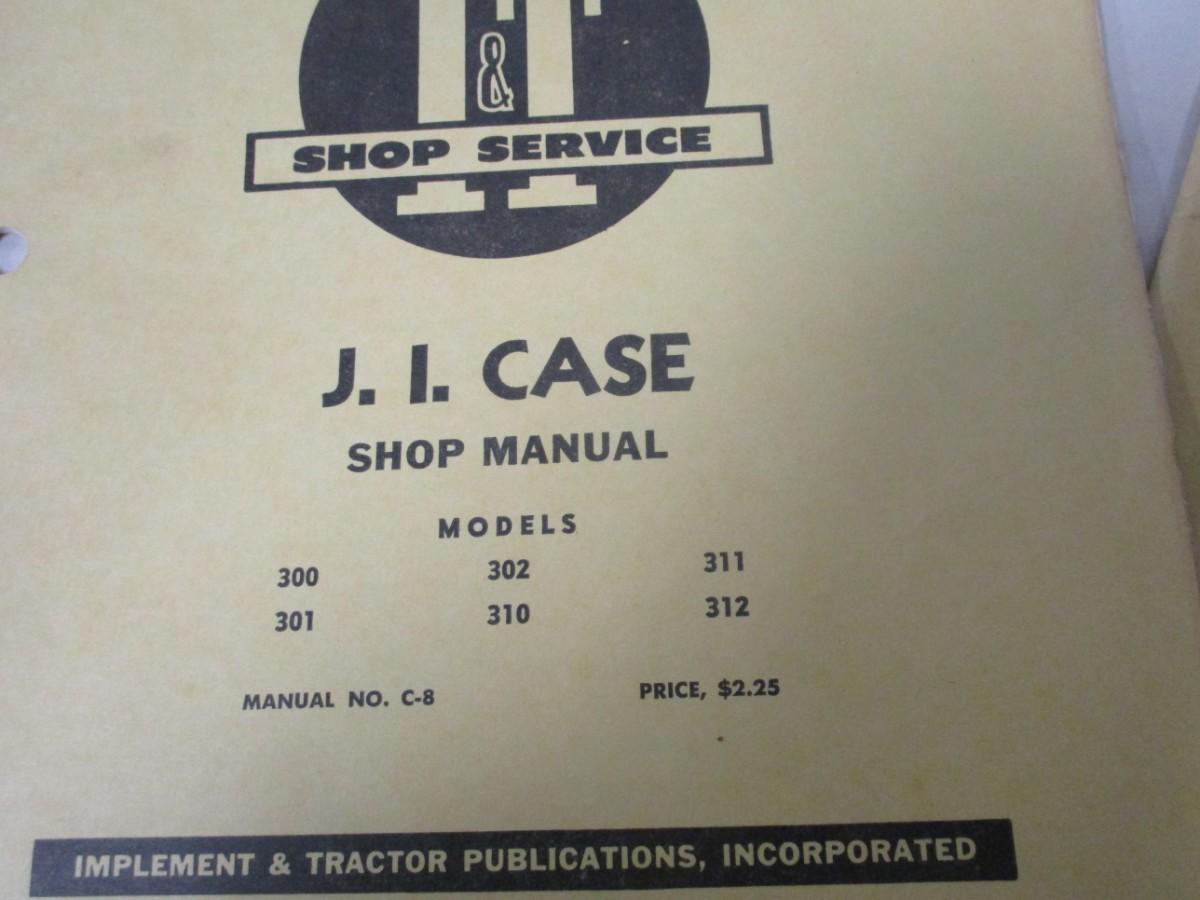 I&T
SHOP SERVICE
J. I. CASE
SHOP MANUAL
MODELS
300 302 311
301 310 312
MANUAL NO. C-8 PRICE, $2.25
IMPLEMENT & TRACTOR PUBLICATIONS, INCORPORATED